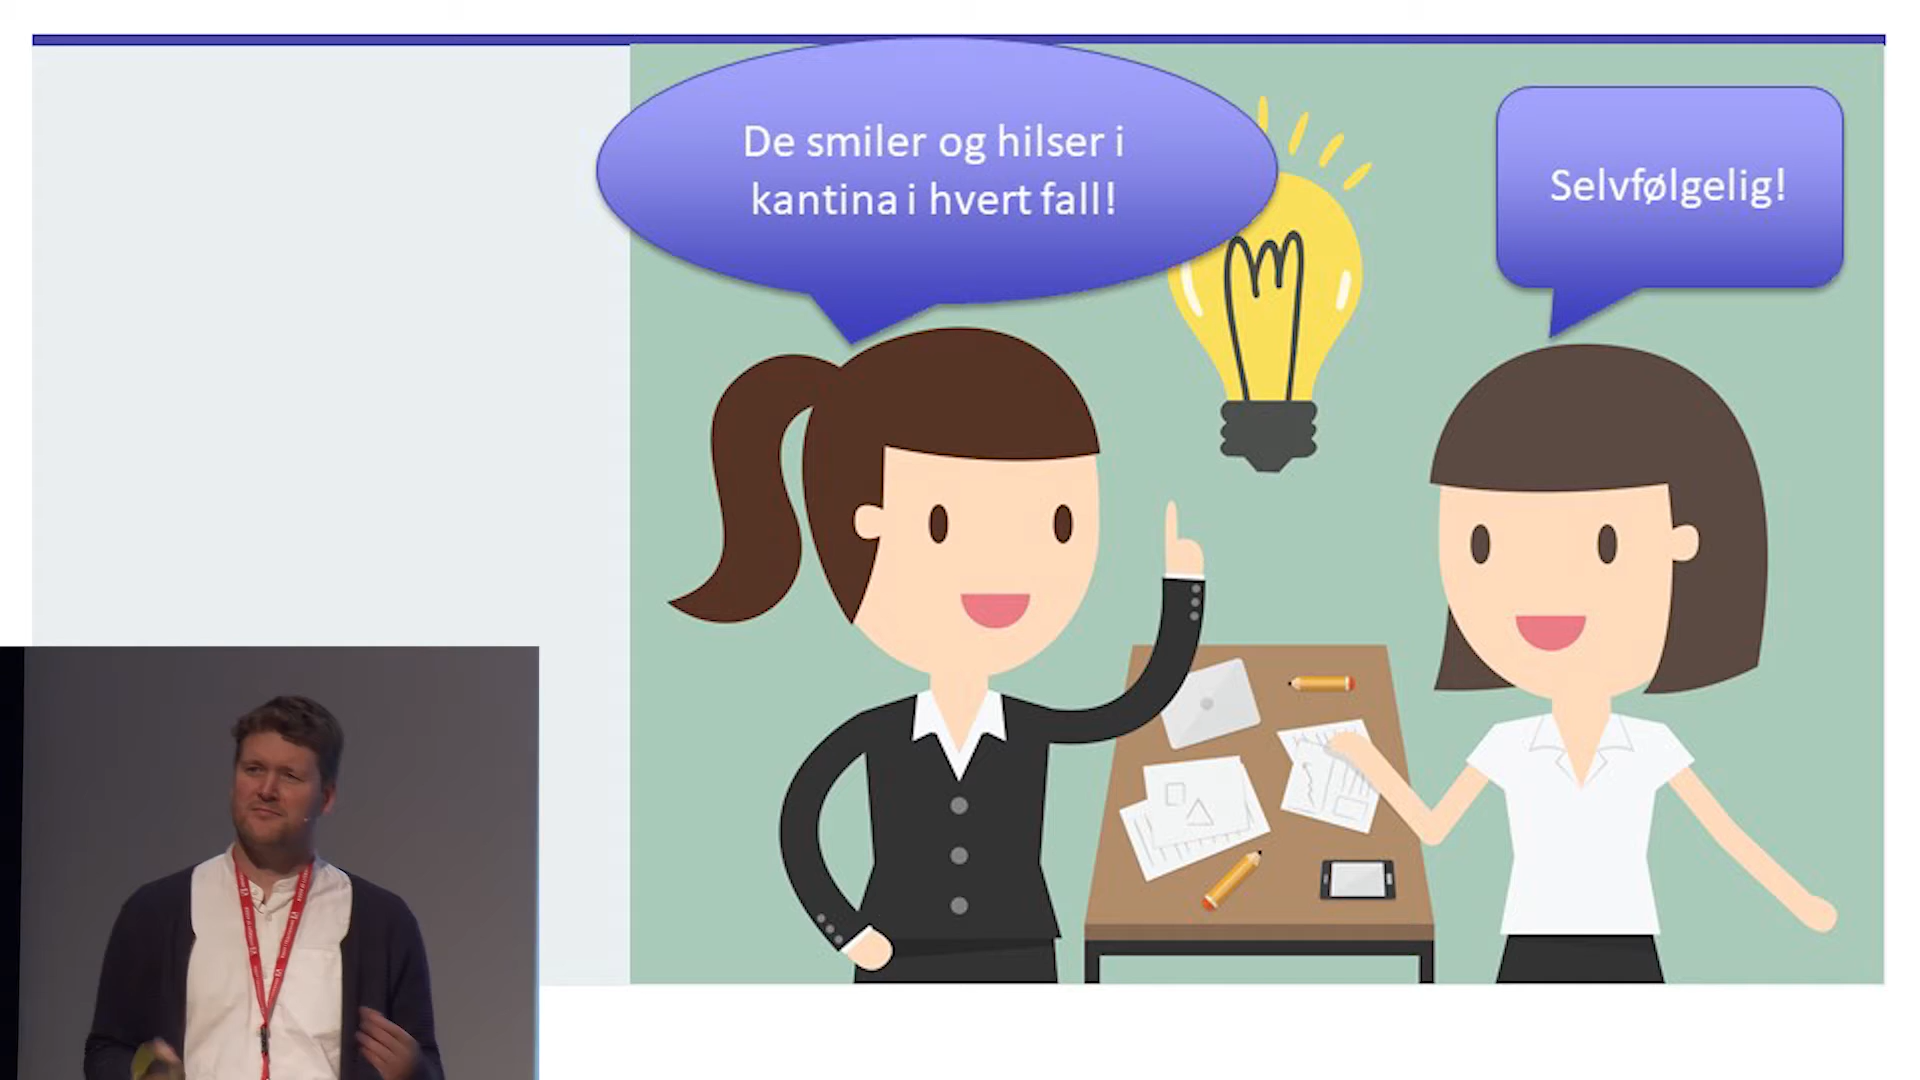 De smiler og hilser i
kantina i hvert fall!
Selvfølgelig!